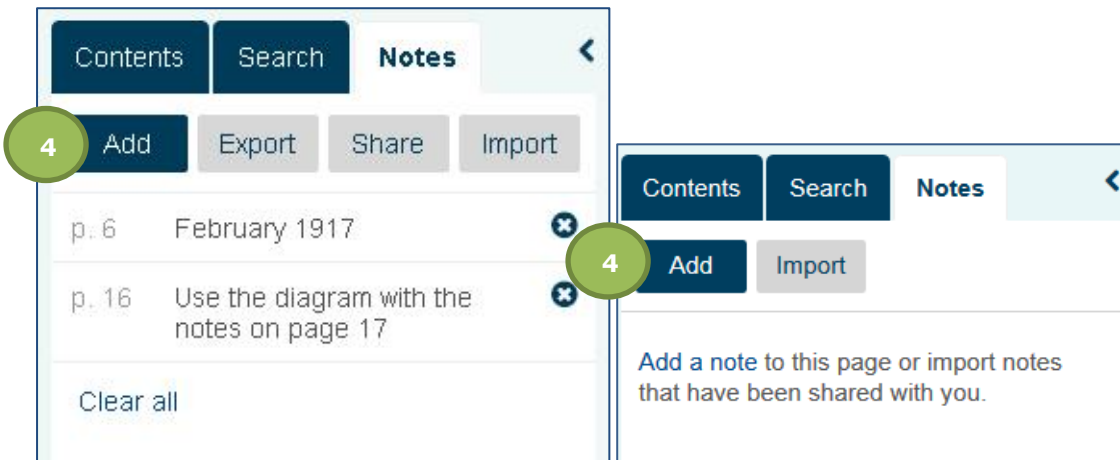 Contents Search Notes
4 Add Export Share Import
p. 6 February 1917
p. 16 Use the diagram with the
notes on page 17
Clear all
Contents Search Notes
4 Add Import
Add a note to this page or import notes
that have been shared with you.